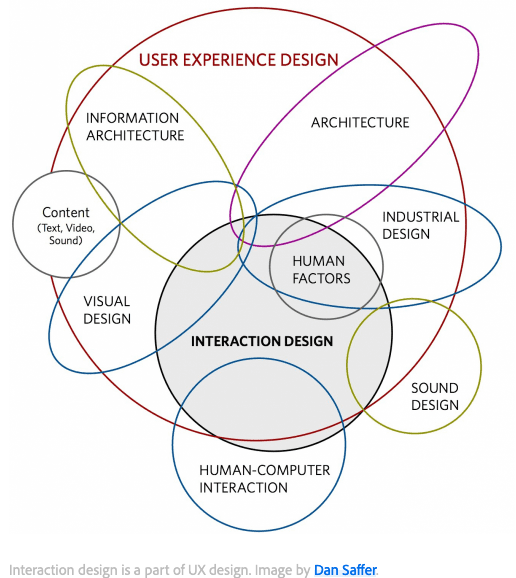 USER EXPERIENCE DESIGN
INFORMATION
ARCHITECTURE
ARCHITECTURE
Content
(Text, Video,
Sound)
INDUSTRIAL
DESIGN
HUMAN
FACTORS
VISUAL
DESIGN
INTERACTION DESIGN
SOUND
DESIGN
HUMAN-COMPUTER
INTERACTION
Interaction design is a part of UX design. Image by Dan Saffer.